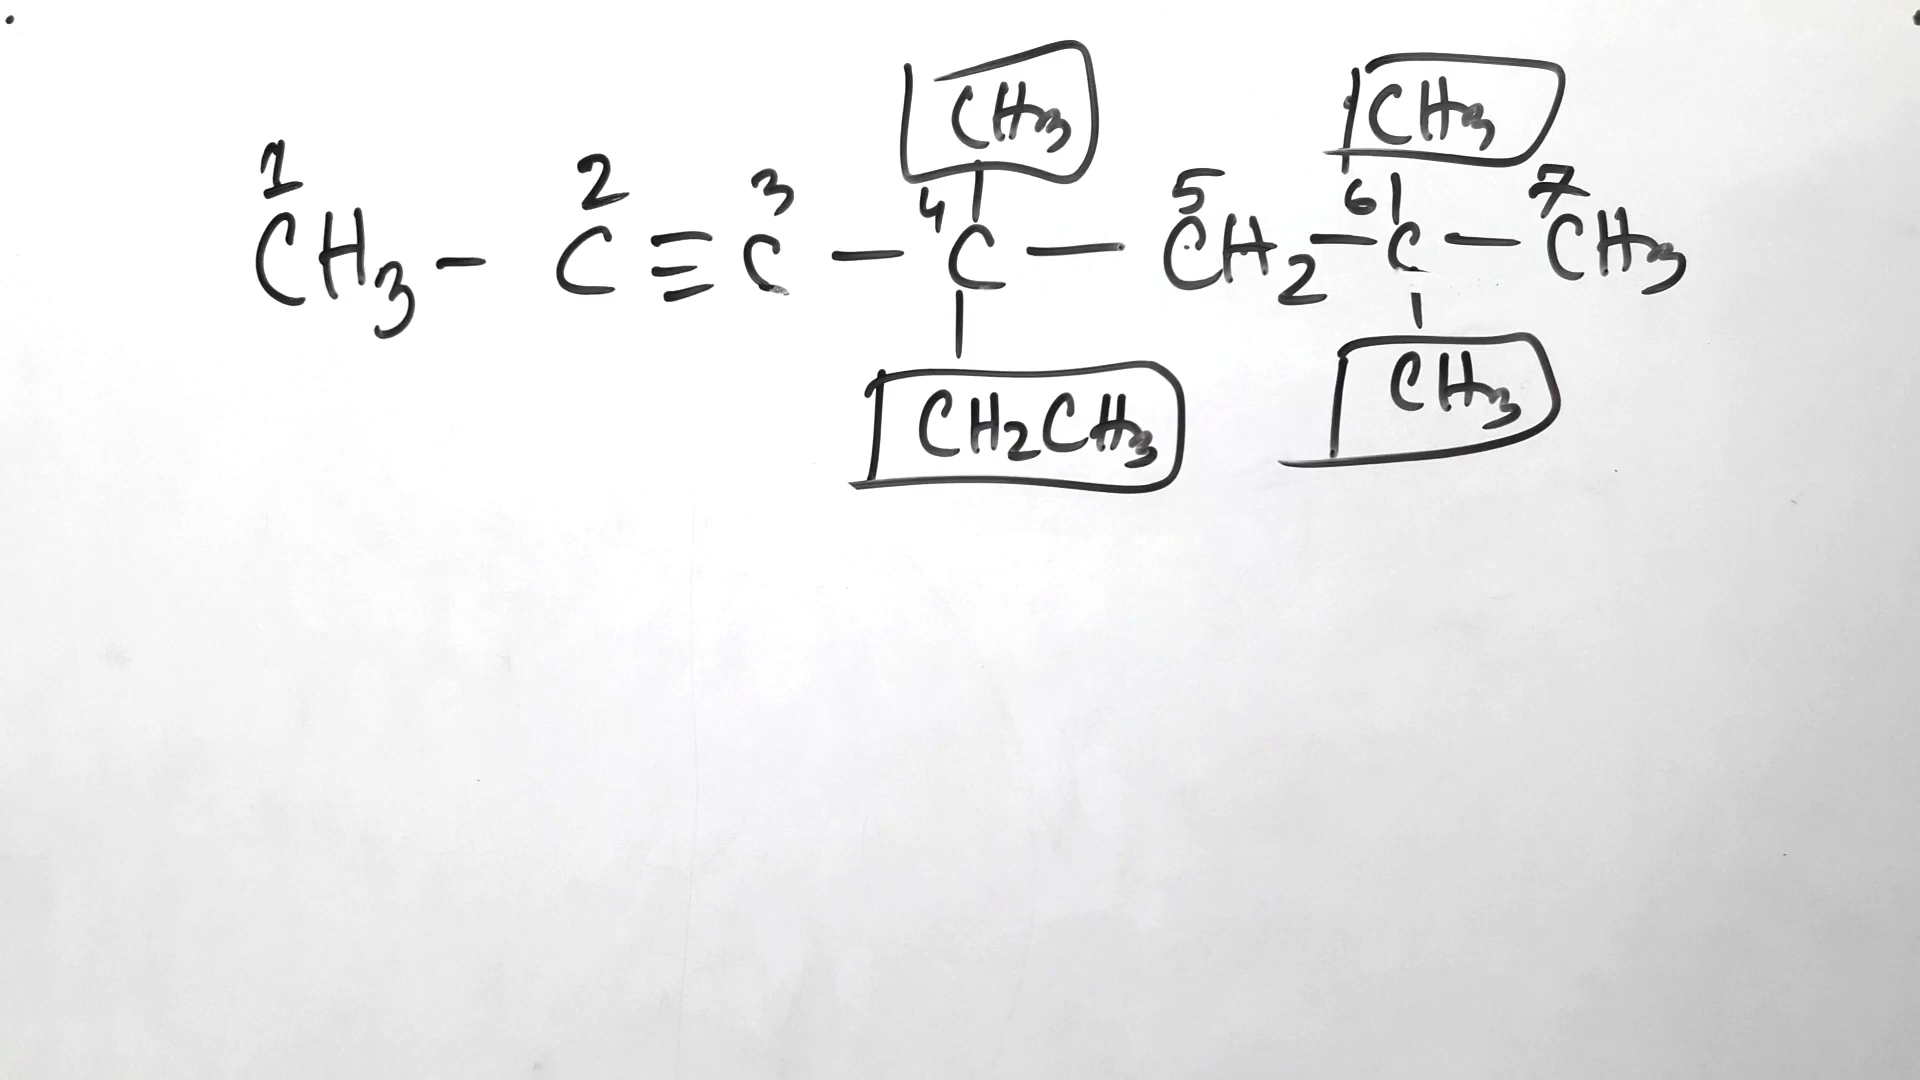 CH3 CH3
1 2 3 4 5 6 7
CH3 - C ≡ C — C — CH2 — C — CH3
CH2CH3 CH3